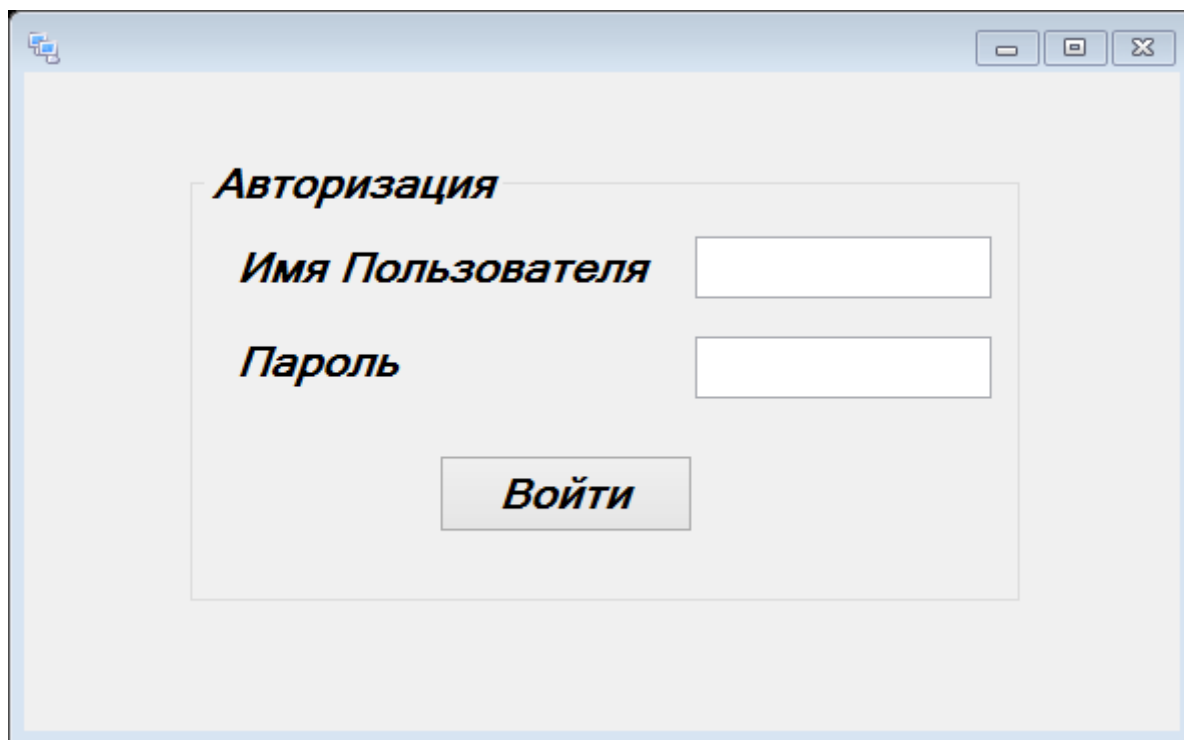 Авторизация
Имя Пользователя
Пароль
Войти